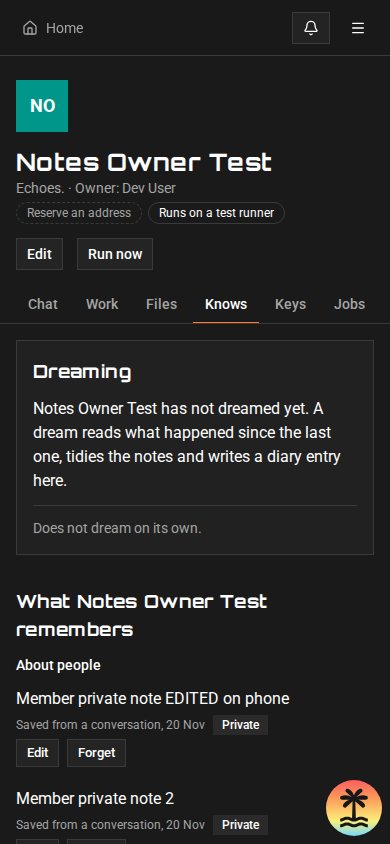 Home
NO
Notes Owner Test
Echoes. · Owner: Dev User
Reserve an address Runs on a test runner
Edit Run now
Chat Work Files Knows Keys Jobs
Dreaming
Notes Owner Test has not dreamed yet. A
dream reads what happened since the last
one, tidies the notes and writes a diary entry
here.
Does not dream on its own.
What Notes Owner Test
remembers
About people
Member private note EDITED on phone
Saved from a conversation, 20 Nov Private
Edit Forget
Member private note 2
Saved from a conversation, 20 Nov Private